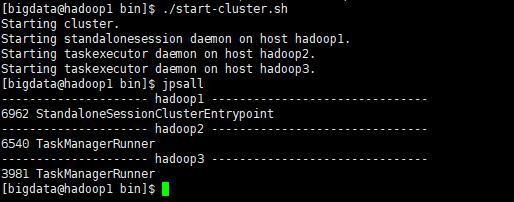 [bigdata@hadoop1 bin]$ ./start-cluster.sh
Starting cluster.
Starting standalonesession daemon on host hadoop1.
Starting taskexecutor daemon on host hadoop2.
Starting taskexecutor daemon on host hadoop3.
[bigdata@hadoop1 bin]$ jpsall
--------------------- hadoop1 ------------------------------
6962 StandaloneSessionClusterEntrypoint
--------------------- hadoop2 ------------------------------
6540 TaskManagerRunner
--------------------- hadoop3 ------------------------------
3981 TaskManagerRunner
[bigdata@hadoop1 bin]$